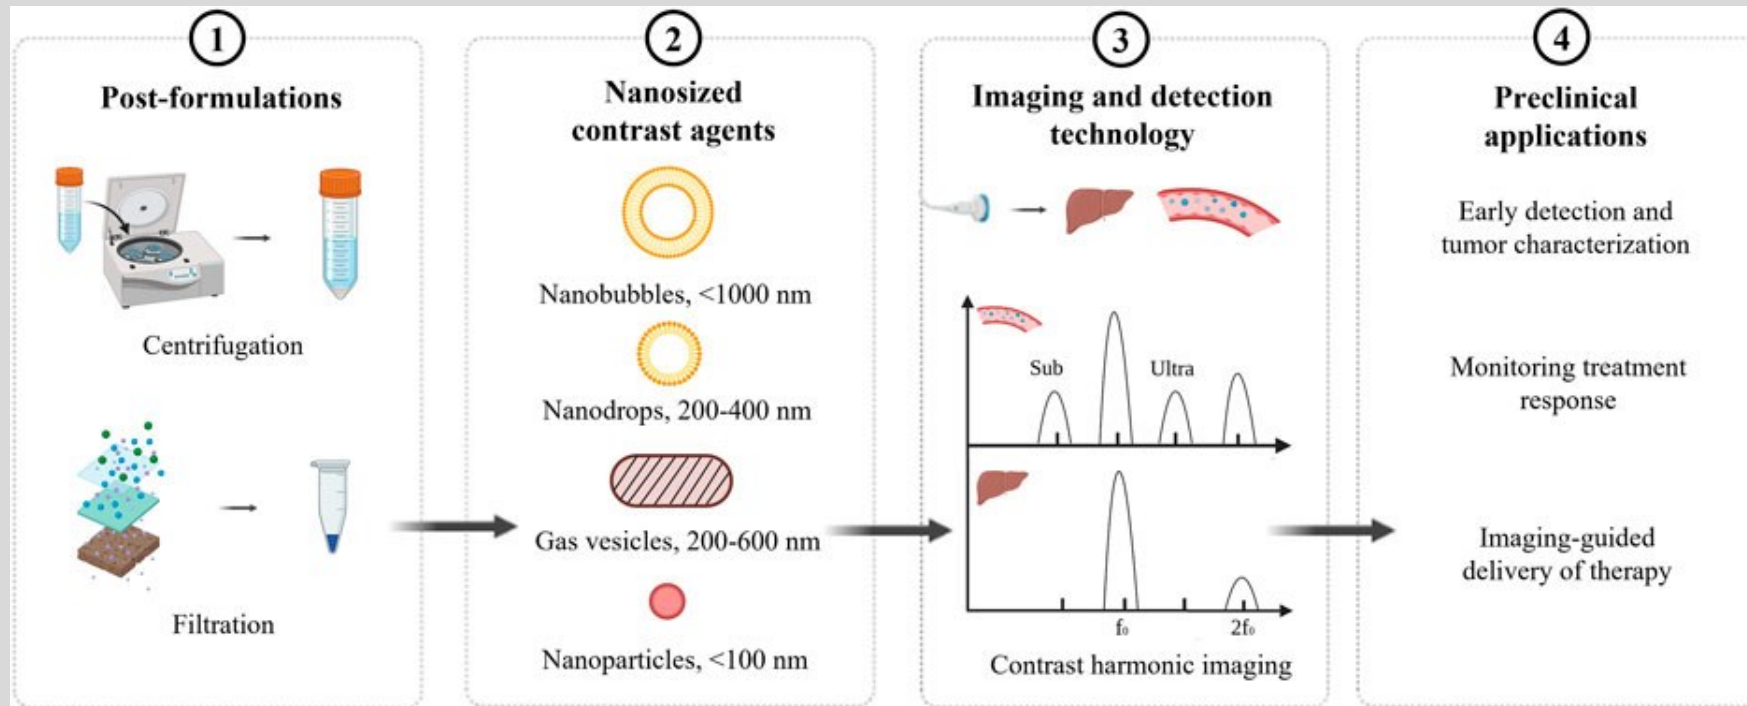 1
Post-formulations
Centrifugation
Filtration
2
Nanosized
contrast agents
Nanobubbles, <1000 nm
Nanodrops, 200-400 nm
Gas vesicles, 200-600 nm
Nanoparticles, <100 nm
3
Imaging and detection
technology
Sub
Ultra
f₀
2f₀
Contrast harmonic imaging
4
Preclinical
applications
Early detection and
tumor characterization
Monitoring treatment
response
Imaging-guided
delivery of therapy